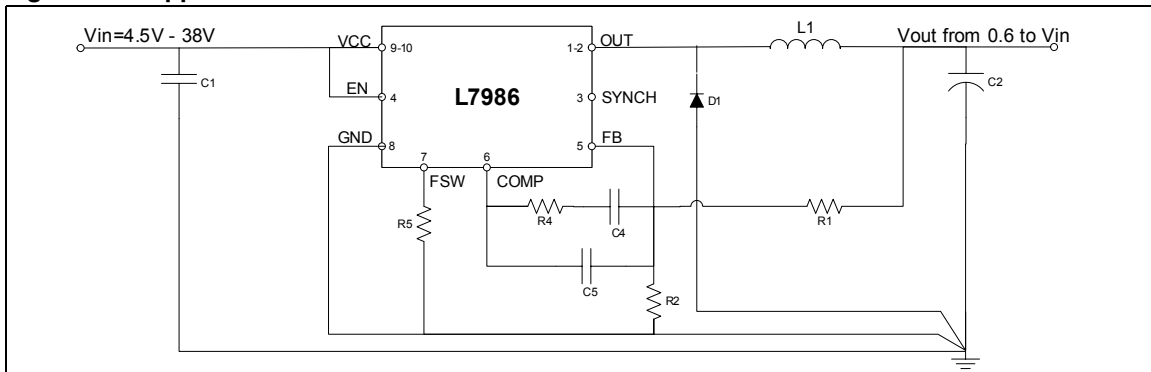 Vin=4.5V - 38V
VCC
9-10
1-2
OUT
L1
Vout from 0.6 to Vin
C1
EN
4
L7986
3
SYNCH
D1
C2
GND
8
5
FB
7
6
FSW
COMP
R5
R4
C4
R1
C5
R2